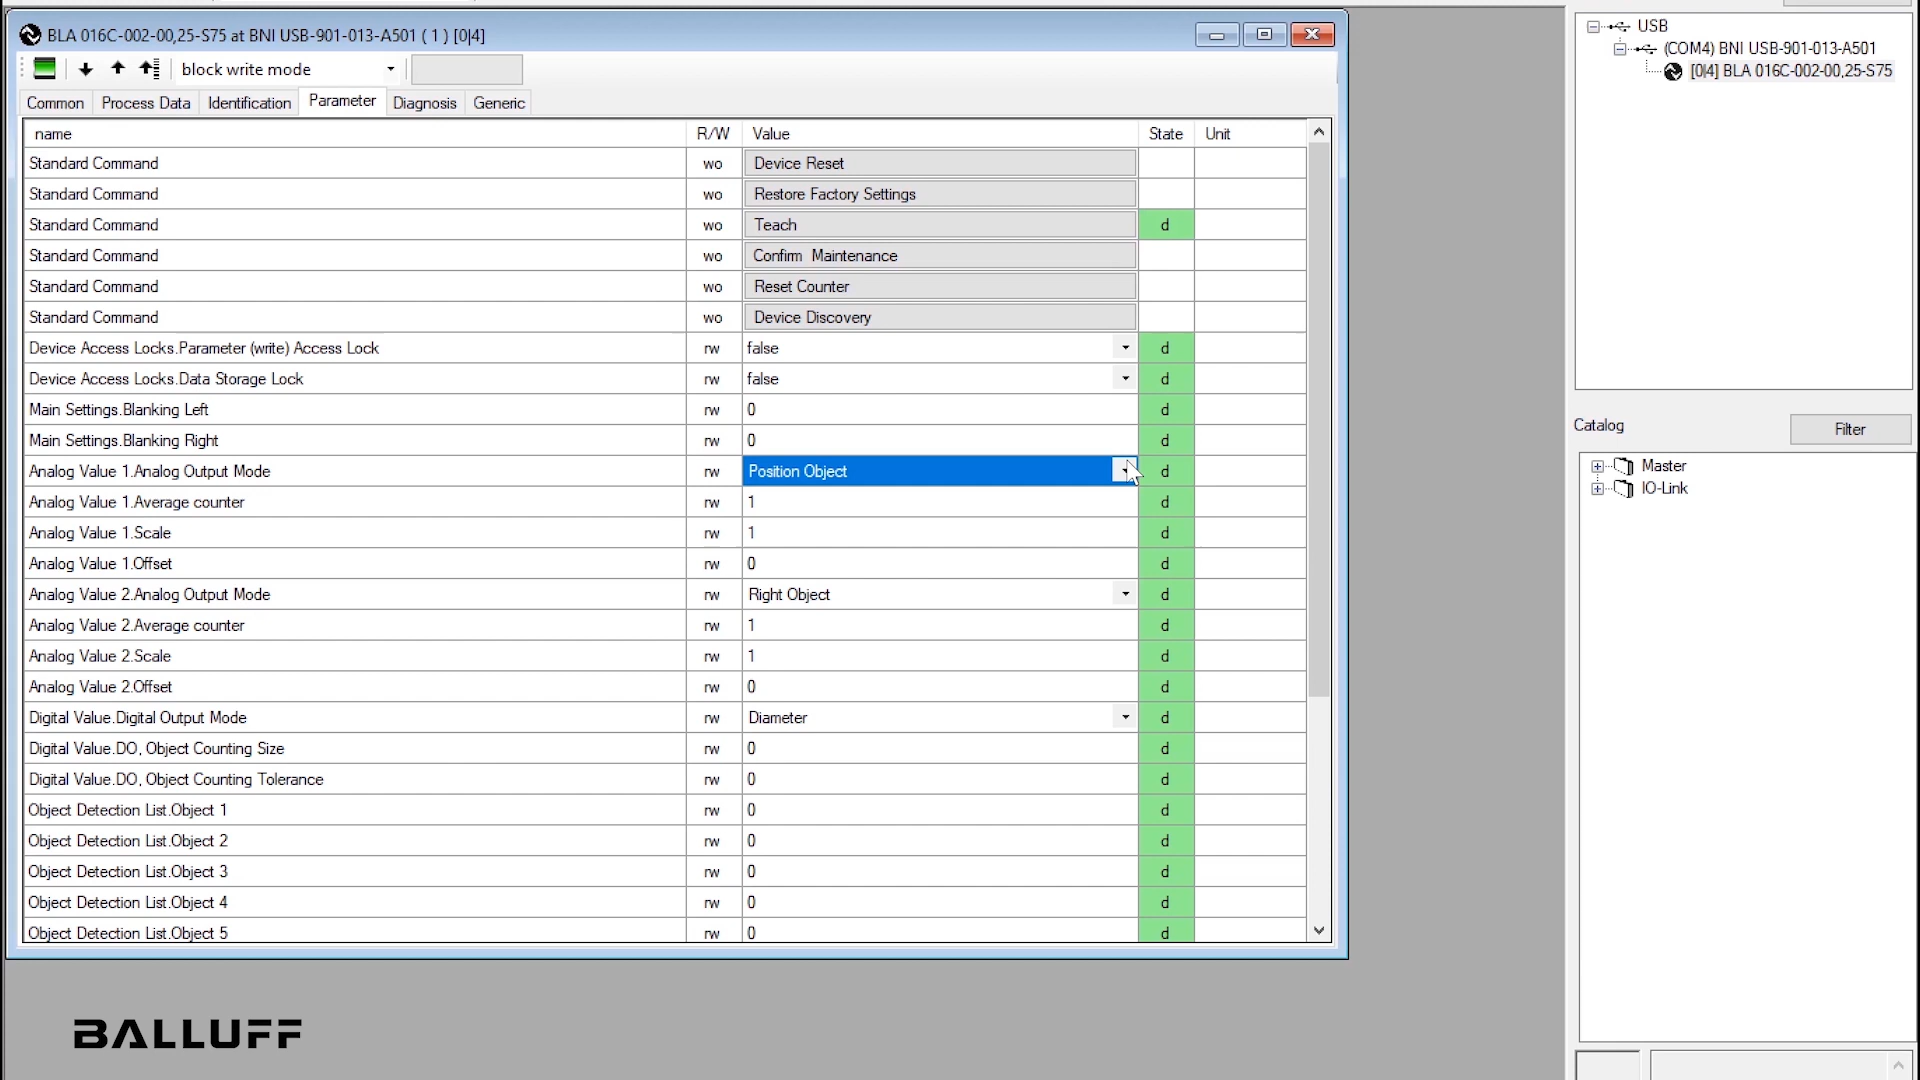 BLA 016C-002-00,25-S75 at BNI USB-901-013-A501 ( 1 ) [0|4]
block write mode
Common Process Data Identification Parameter Diagnosis Generic
name R/W Value State Unit
Standard Command wo Device Reset
Standard Command wo Restore Factory Settings
Standard Command wo Teach d
Standard Command wo Confirm Maintenance
Standard Command wo Reset Counter
Standard Command wo Device Discovery
Device Access Locks.Parameter (write) Access Lock rw false d
Device Access Locks.Data Storage Lock rw false d
Main Settings.Blanking Left rw 0 d
Main Settings.Blanking Right rw 0 d
Analog Value 1.Analog Output Mode rw Position Object d
Analog Value 1.Average counter rw 1 d
Analog Value 1.Scale rw 1 d
Analog Value 1.Offset rw 0 d
Analog Value 2.Analog Output Mode rw Right Object d
Analog Value 2.Average counter rw 1 d
Analog Value 2.Scale rw 1 d
Analog Value 2.Offset rw 0 d
Digital Value.Digital Output Mode rw Diameter d
Digital Value.DO, Object Counting Size rw 0 d
Digital Value.DO, Object Counting Tolerance rw 0 d
Object Detection List.Object 1 rw 0 d
Object Detection List.Object 2 rw 0 d
Object Detection List.Object 3 rw 0 d
Object Detection List.Object 4 rw 0 d
Object Detection List.Object 5 rw 0 d
BALLUFF
USB
(COM4) BNI USB-901-013-A501
[0|4] BLA 016C-002-00,25-S75
Catalog Filter
Master
IO-Link